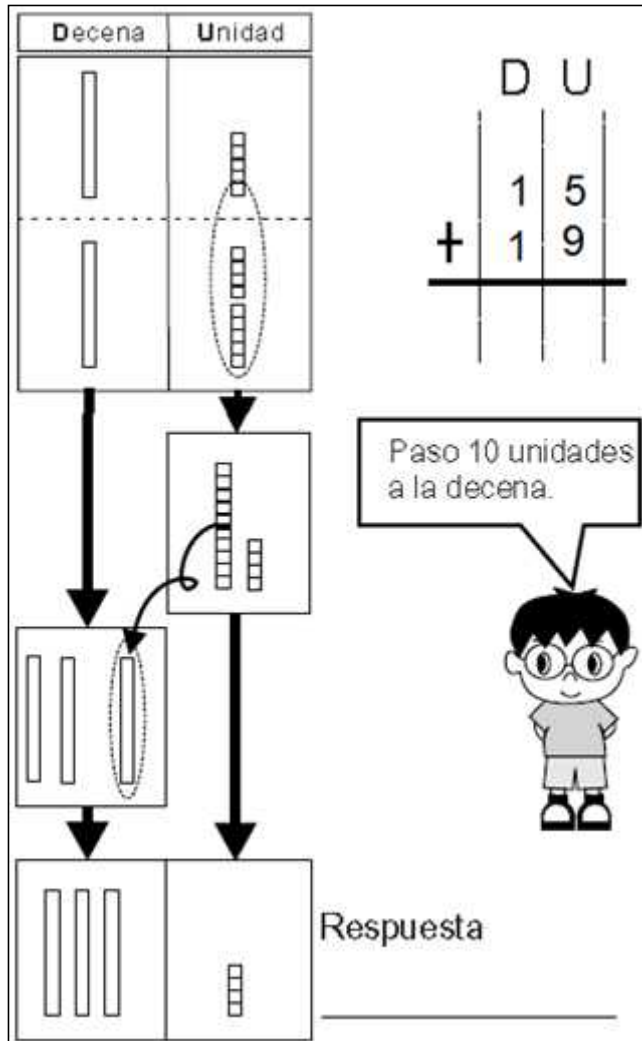 Decena Unidad
D U
1 5
+ 1 9
Paso 10 unidades
a la decena.
Respuesta